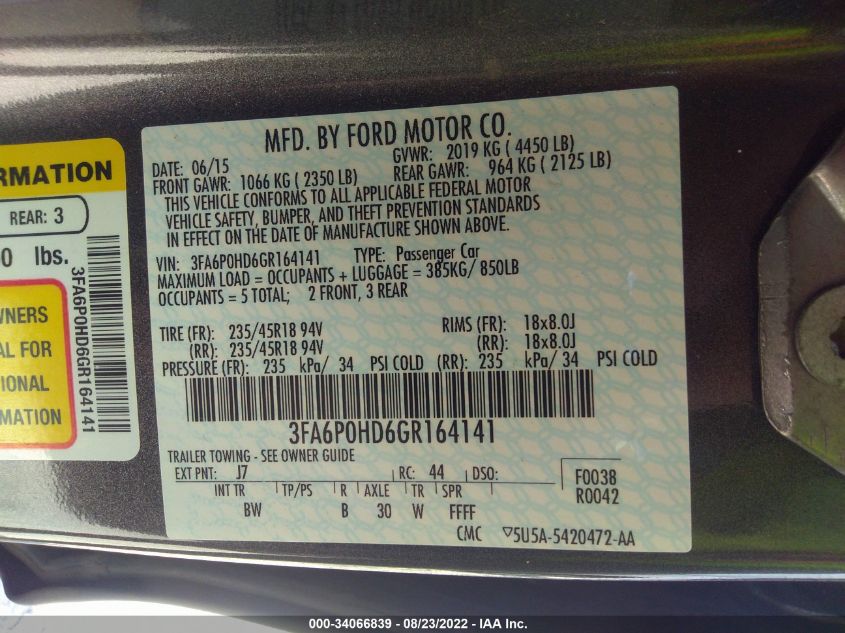 MFD. BY FORD MOTOR CO.
DATE: 06/15 GVWR: 2019 KG ( 4450 LB)
FRONT GAWR: 1066 KG ( 2350 LB) REAR GAWR: 964 KG ( 2125 LB)
THIS VEHICLE CONFORMS TO ALL APPLICABLE FEDERAL MOTOR
VEHICLE SAFETY, BUMPER, AND THEFT PREVENTION STANDARDS
IN EFFECT ON THE DATE OF MANUFACTURE SHOWN ABOVE.
VIN: 3FA6P0HD6GR164141 TYPE: Passenger Car
MAXIMUM LOAD = OCCUPANTS + LUGGAGE = 385KG/ 850LB
OCCUPANTS = 5 TOTAL; 2 FRONT, 3 REAR
TIRE (FR): 235/45R18 94V RIMS (FR): 18x8.0J
(RR): 235/45R18 94V (RR): 18x8.0J
PRESSURE (FR): 235 kPa/ 34 PSI COLD (RR): 235 kPa/ 34 PSI COLD
3FA6P0HD6GR164141
TRAILER TOWING - SEE OWNER GUIDE
EXT PNT: J7 RC: 44 DSO:
F0038
R0042
INT TR TP/PS R AXLE TR SPR
BW B 30 W FFFF
CMC ▽5U5A-5420472-AA
RMATION
REAR: 3
0 lbs.
3FA6P0HD6GR164141
WNERS
AL FOR
TIONAL
RMATION
000-34066839 - 08/23/2022 - IAA Inc.